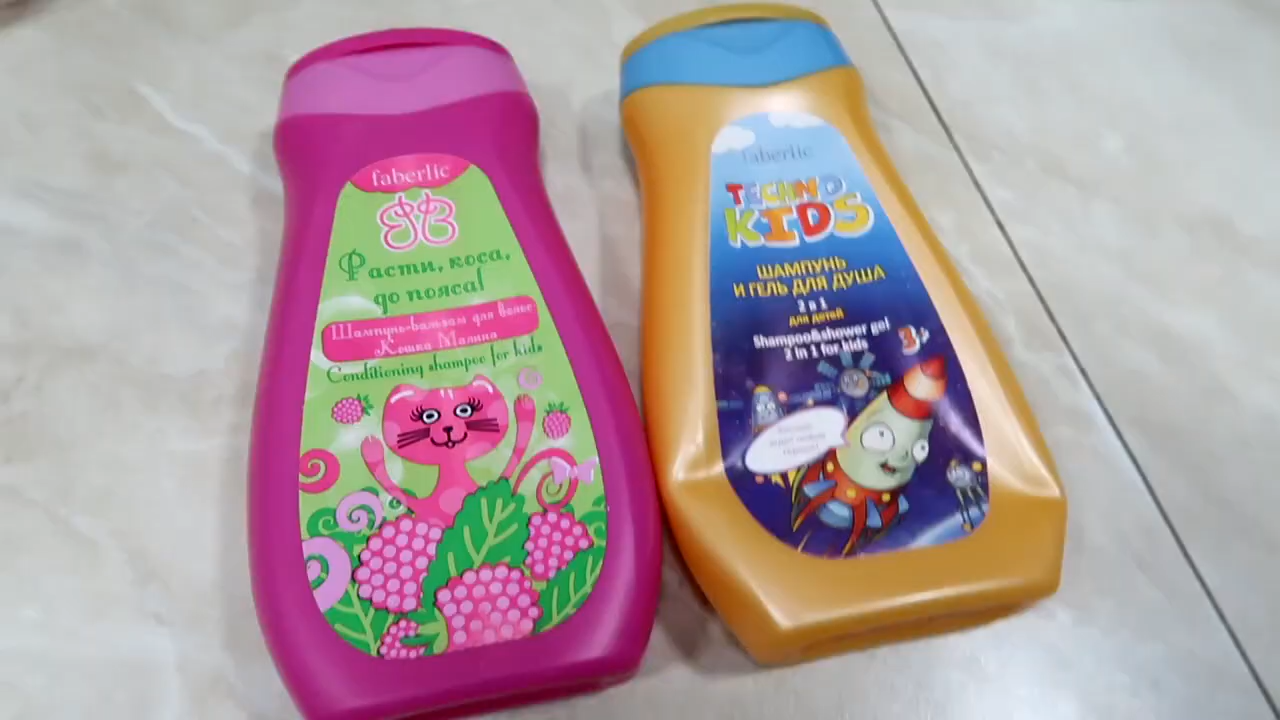 faberlic
Расти, коса,
до пояса!
Шампунь-бальзам для волос
Кошка Малина
Conditioning shampoo for kids
faberlic
TECHNO
KIDS
ШАМПУНЬ
И ГЕЛЬ ДЛЯ ДУША
2 в 1
для детей
Shampoo&shower gel
2 in 1 for kids
3+